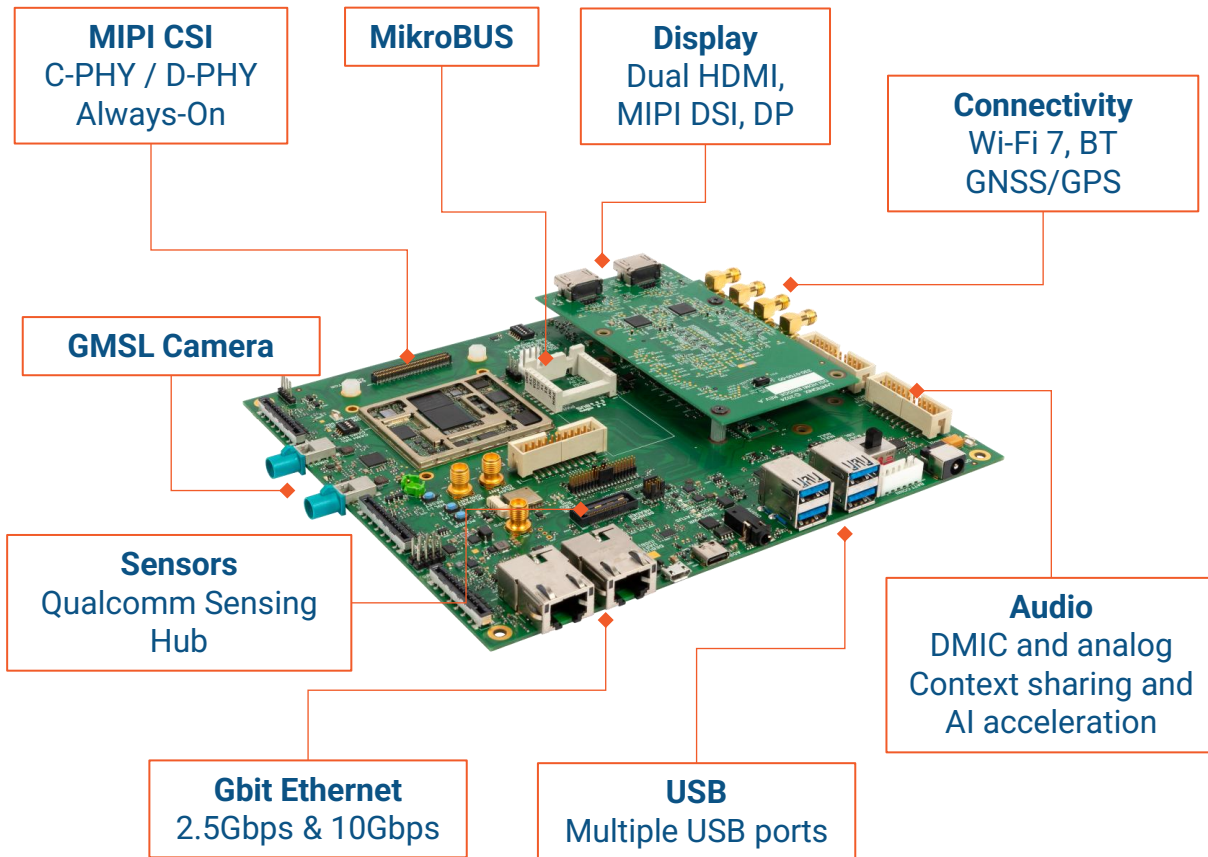 MIPI CSI
C-PHY / D-PHY
Always-On
MikroBUS
Display
Dual HDMI,
MIPI DSI, DP
Connectivity
Wi-Fi 7, BT
GNSS/GPS
GMSL Camera
Sensors
Qualcomm Sensing
Hub
Audio
DMIC and analog
Context sharing and
AI acceleration
Gbit Ethernet
2.5Gbps & 10Gbps
USB
Multiple USB ports